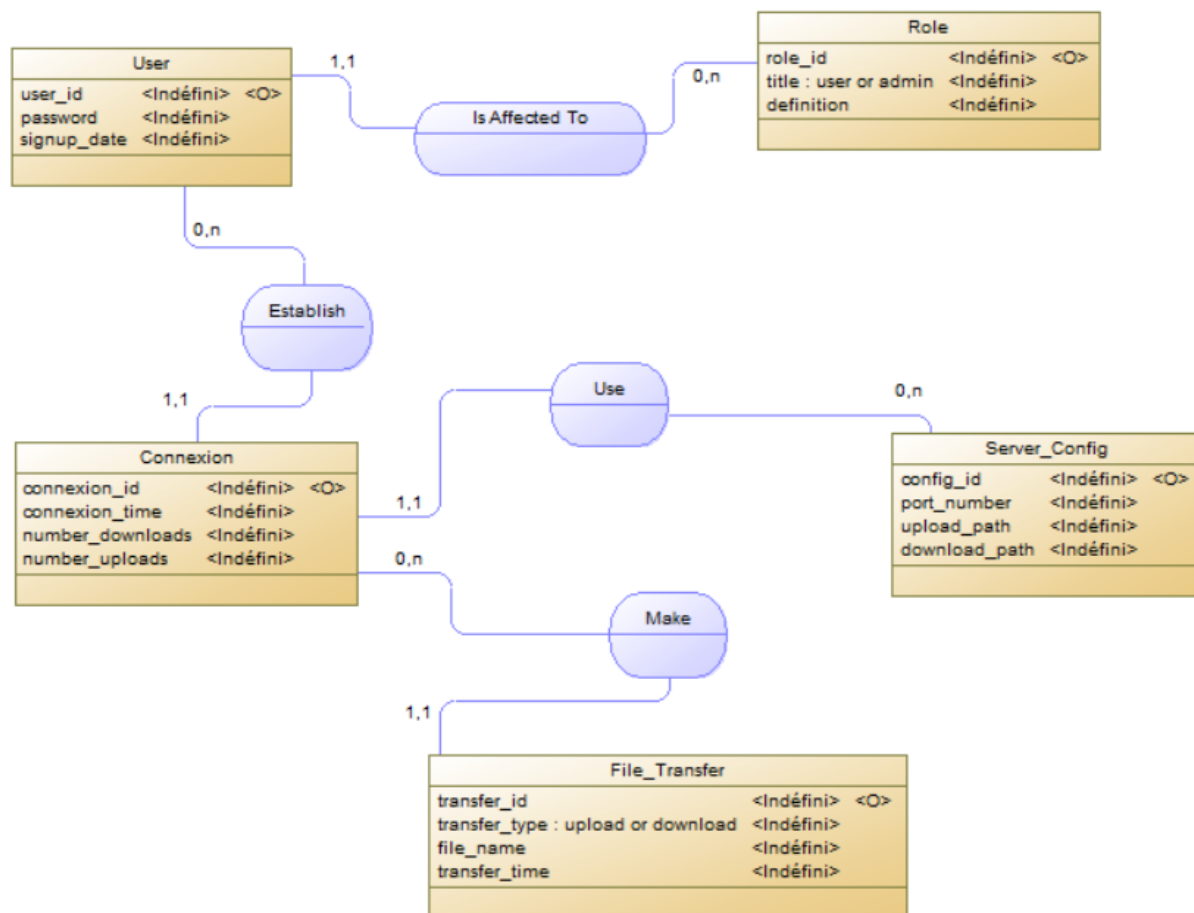 User
user_id <Indéfini> <O>
password <Indéfini>
signup_date <Indéfini>
1,1
Is Affected To
0,n
Role
role_id <Indéfini> <O>
title : user or admin <Indéfini>
definition <Indéfini>
0,n
Establish
1,1
Connexion
connexion_id <Indéfini> <O>
connexion_time <Indéfini>
number_downloads <Indéfini>
number_uploads <Indéfini>
1,1
Use
0,n
Server_Config
config_id <Indéfini> <O>
port_number <Indéfini>
upload_path <Indéfini>
download_path <Indéfini>
0,n
Make
1,1
File_Transfer
transfer_id <Indéfini> <O>
transfer_type : upload or download <Indéfini>
file_name <Indéfini>
transfer_time <Indéfini>